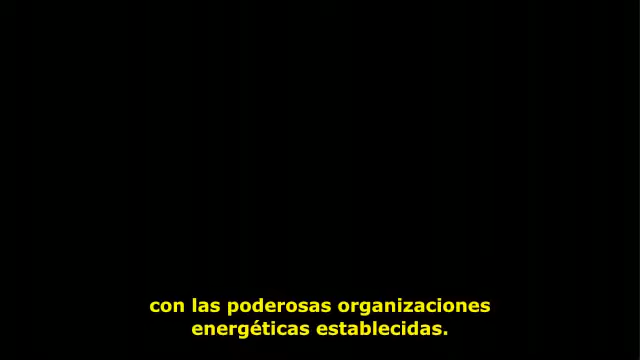 con las poderosas organizaciones
energéticas establecidas.